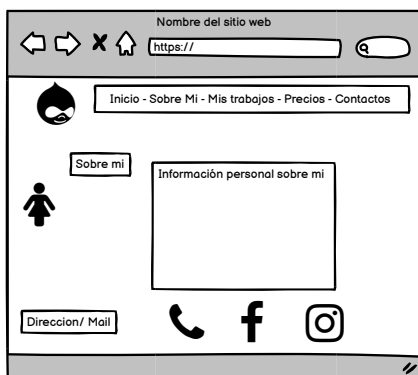 Nombre del sitio web
https://
Inicio - Sobre Mi - Mis trabajos - Precios - Contactos
Sobre mi
Información personal sobre mi
Direccion/ Mail